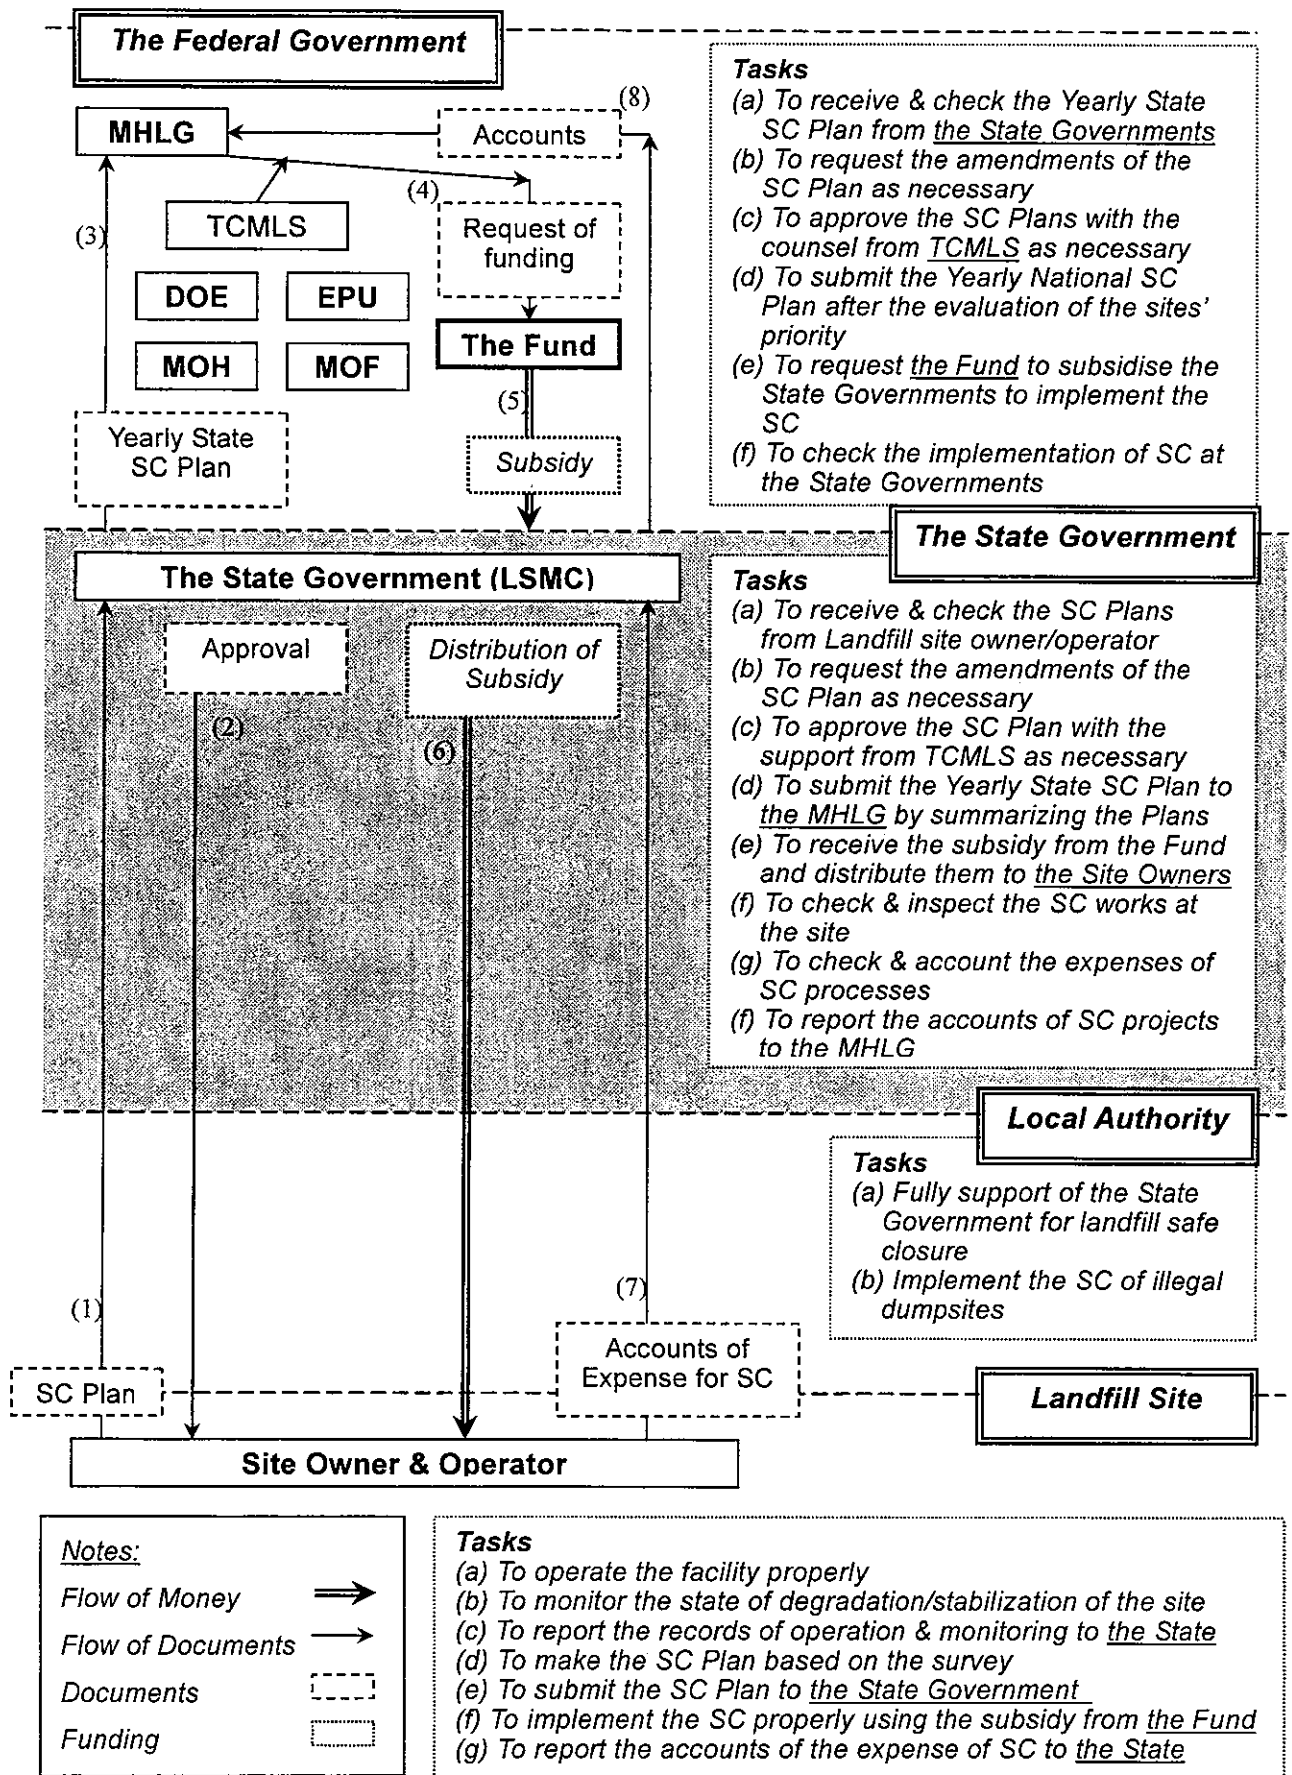 The Federal Government
MHLG
Accounts
(8)
(3)
(4)
TCMLS
Request of
funding
DOE
EPU
MOH
MOF
The Fund
(5)
Yearly State
SC Plan
Subsidy
Tasks
(a) To receive & check the Yearly State
SC Plan from the State Governments
(b) To request the amendments of the
SC Plan as necessary
(c) To approve the SC Plans with the
counsel from TCMLS as necessary
(d) To submit the Yearly National SC
Plan after the evaluation of the sites'
priority
(e) To request the Fund to subsidise the
State Governments to implement the
SC
(f) To check the implementation of SC at
the State Governments
The State Government
The State Government (LSMC)
Approval
Distribution of
Subsidy
(2)
(6)
Tasks
(a) To receive & check the SC Plans
from Landfill site owner/operator
(b) To request the amendments of the
SC Plan as necessary
(c) To approve the SC Plan with the
support from TCMLS as necessary
(d) To submit the Yearly State SC Plan to
the MHLG by summarizing the Plans
(e) To receive the subsidy from the Fund
and distribute them to the Site Owners
(f) To check & inspect the SC works at
the site
(g) To check & account the expenses of
SC processes
(f) To report the accounts of SC projects
to the MHLG
Local Authority
Tasks
(a) Fully support of the State
Government for landfill safe
closure
(b) Implement the SC of illegal
dumpsites
(1)
(7)
SC Plan
Accounts of
Expense for SC
Landfill Site
Site Owner & Operator
Notes:
Flow of Money
Flow of Documents
Documents
Funding
Tasks
(a) To operate the facility properly
(b) To monitor the state of degradation/stabilization of the site
(c) To report the records of operation & monitoring to the State
(d) To make the SC Plan based on the survey
(e) To submit the SC Plan to the State Government
(f) To implement the SC properly using the subsidy from the Fund
(g) To report the accounts of the expense of SC to the State